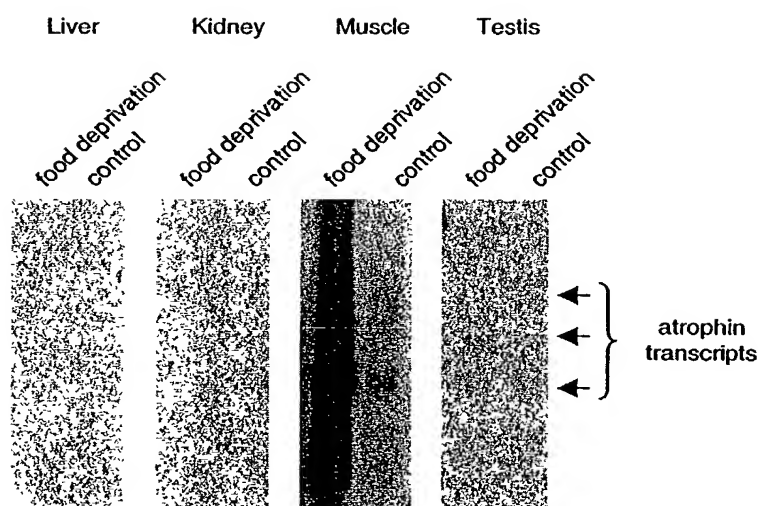 Liver Kidney Muscle Testis
food deprivation control food deprivation control food deprivation control food deprivation control
atrophin
transcripts